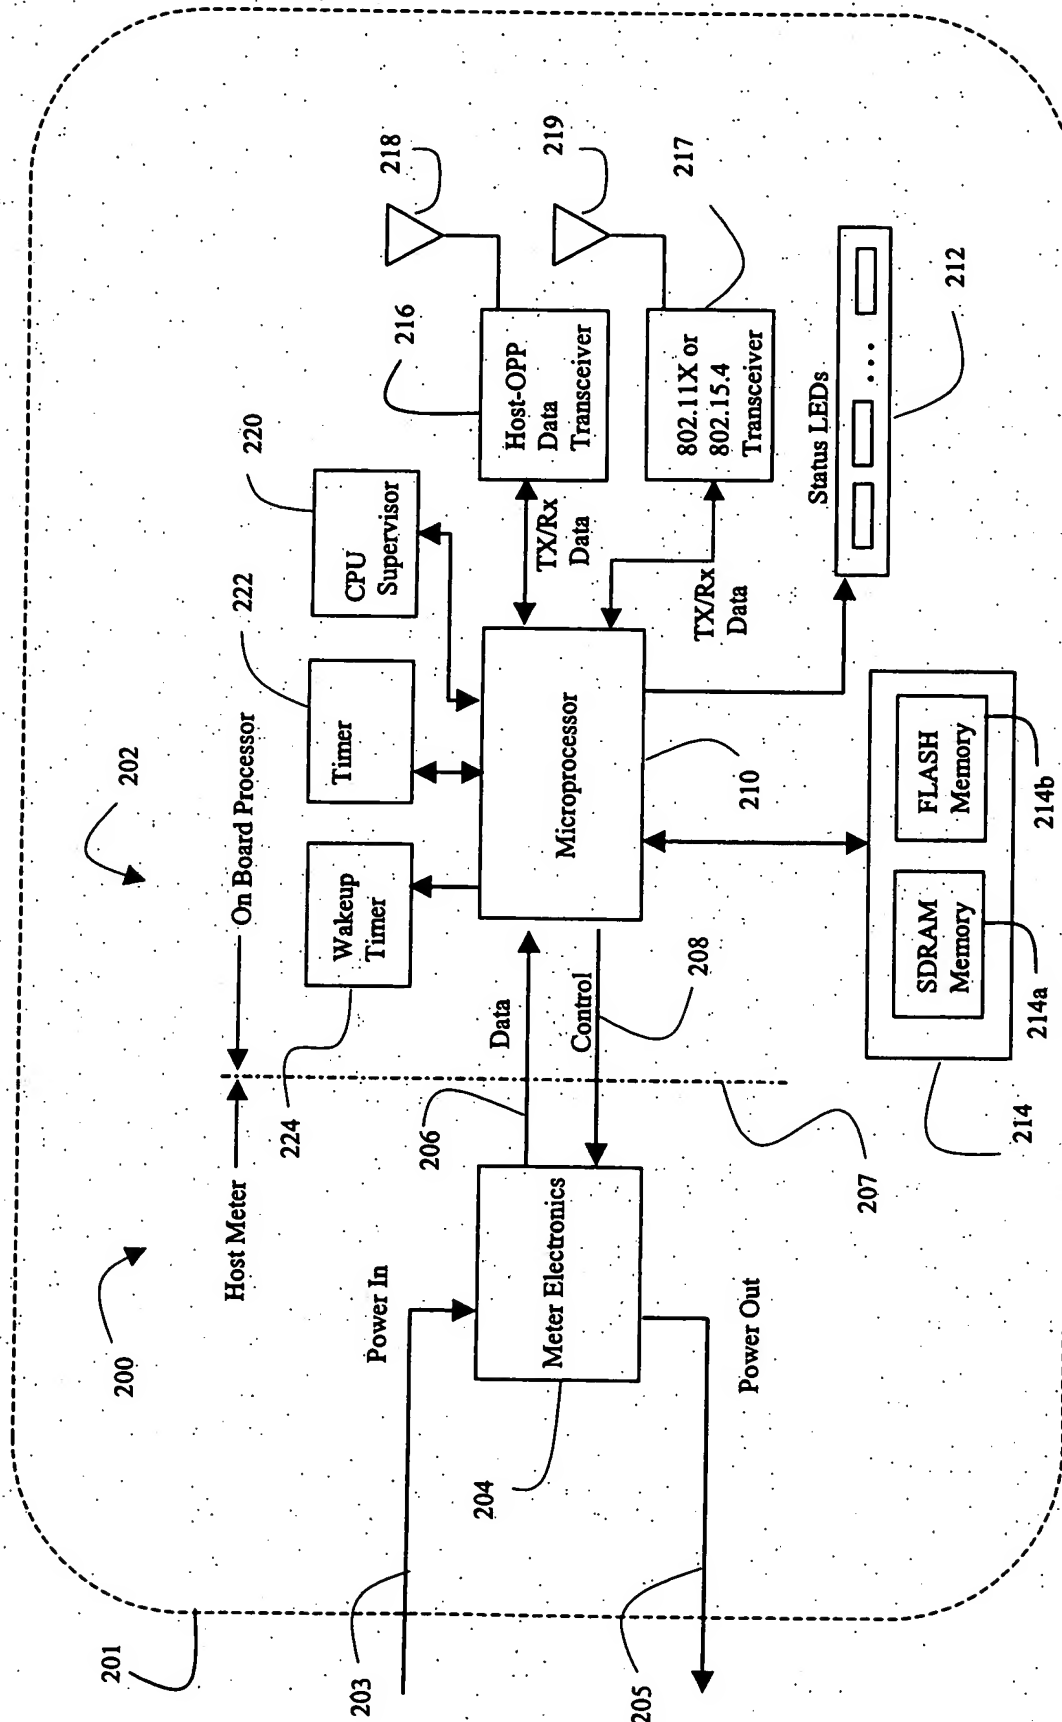 201
200
202
Host Meter
On Board Processor
224
222
220
Wakeup
Timer
Timer
CPU
Supervisor
216
218
219
217
203
Power In
204
Meter Electronics
206
Data
Control
208
207
Microprocessor
210
TX/Rx
Data
Host-OPP
Data
Transceiver
TX/Rx
Data
802.11X or
802.15.4
Transceiver
Status LEDs
...
212
205
Power Out
214
SDRAM
Memory
214a
FLASH
Memory
214b